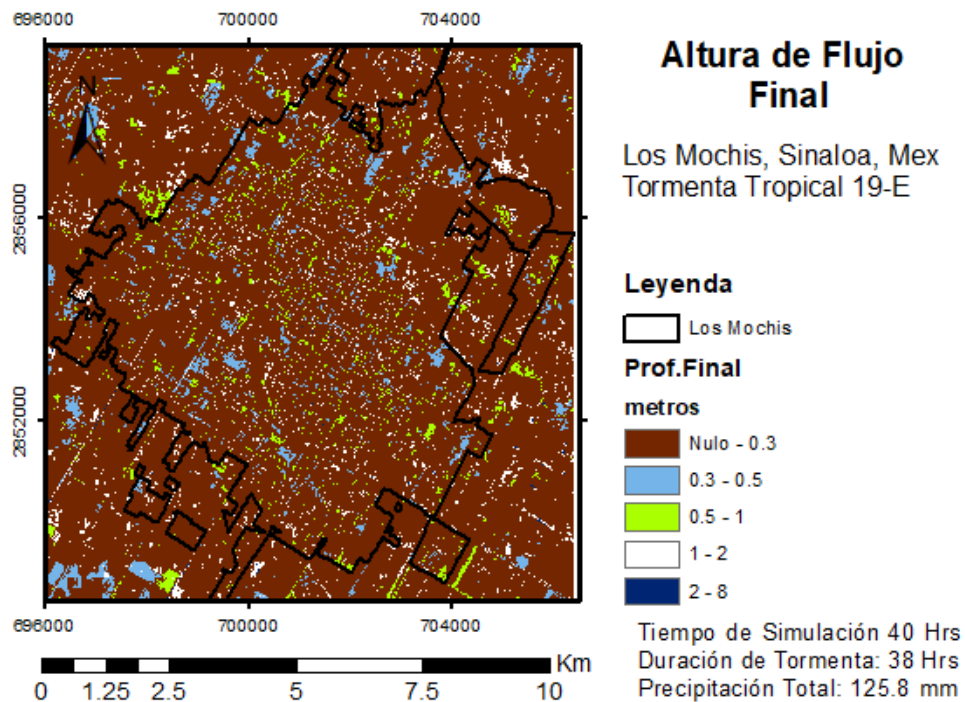 696000 700000 704000
N
2856000
2852000
696000 700000 704000
Km
0 1.25 2.5 5 7.5 10
Altura de Flujo
Final
Los Mochis, Sinaloa, Mex
Tormenta Tropical 19-E
Leyenda
Los Mochis
Prof.Final
metros
Nulo - 0.3
0.3 - 0.5
0.5 - 1
1 - 2
2 - 8
Tiempo de Simulación 40 Hrs
Duración de Tormenta: 38 Hrs
Precipitación Total: 125.8 mm